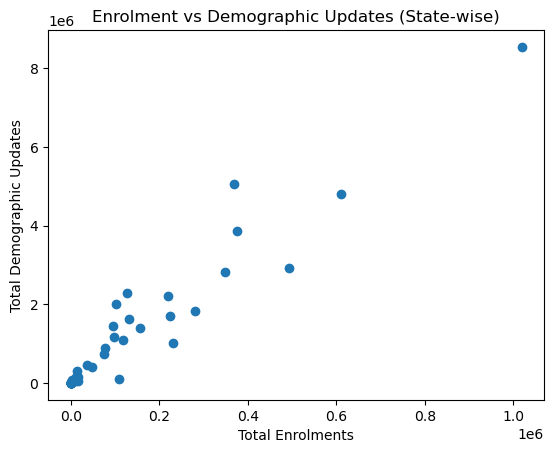 Enrolment vs Demographic Updates (State-wise)
1e6
8
6
4
2
0
Total Demographic Updates
0.0 0.2 0.4 0.6 0.8 1.0
1e6
Total Enrolments